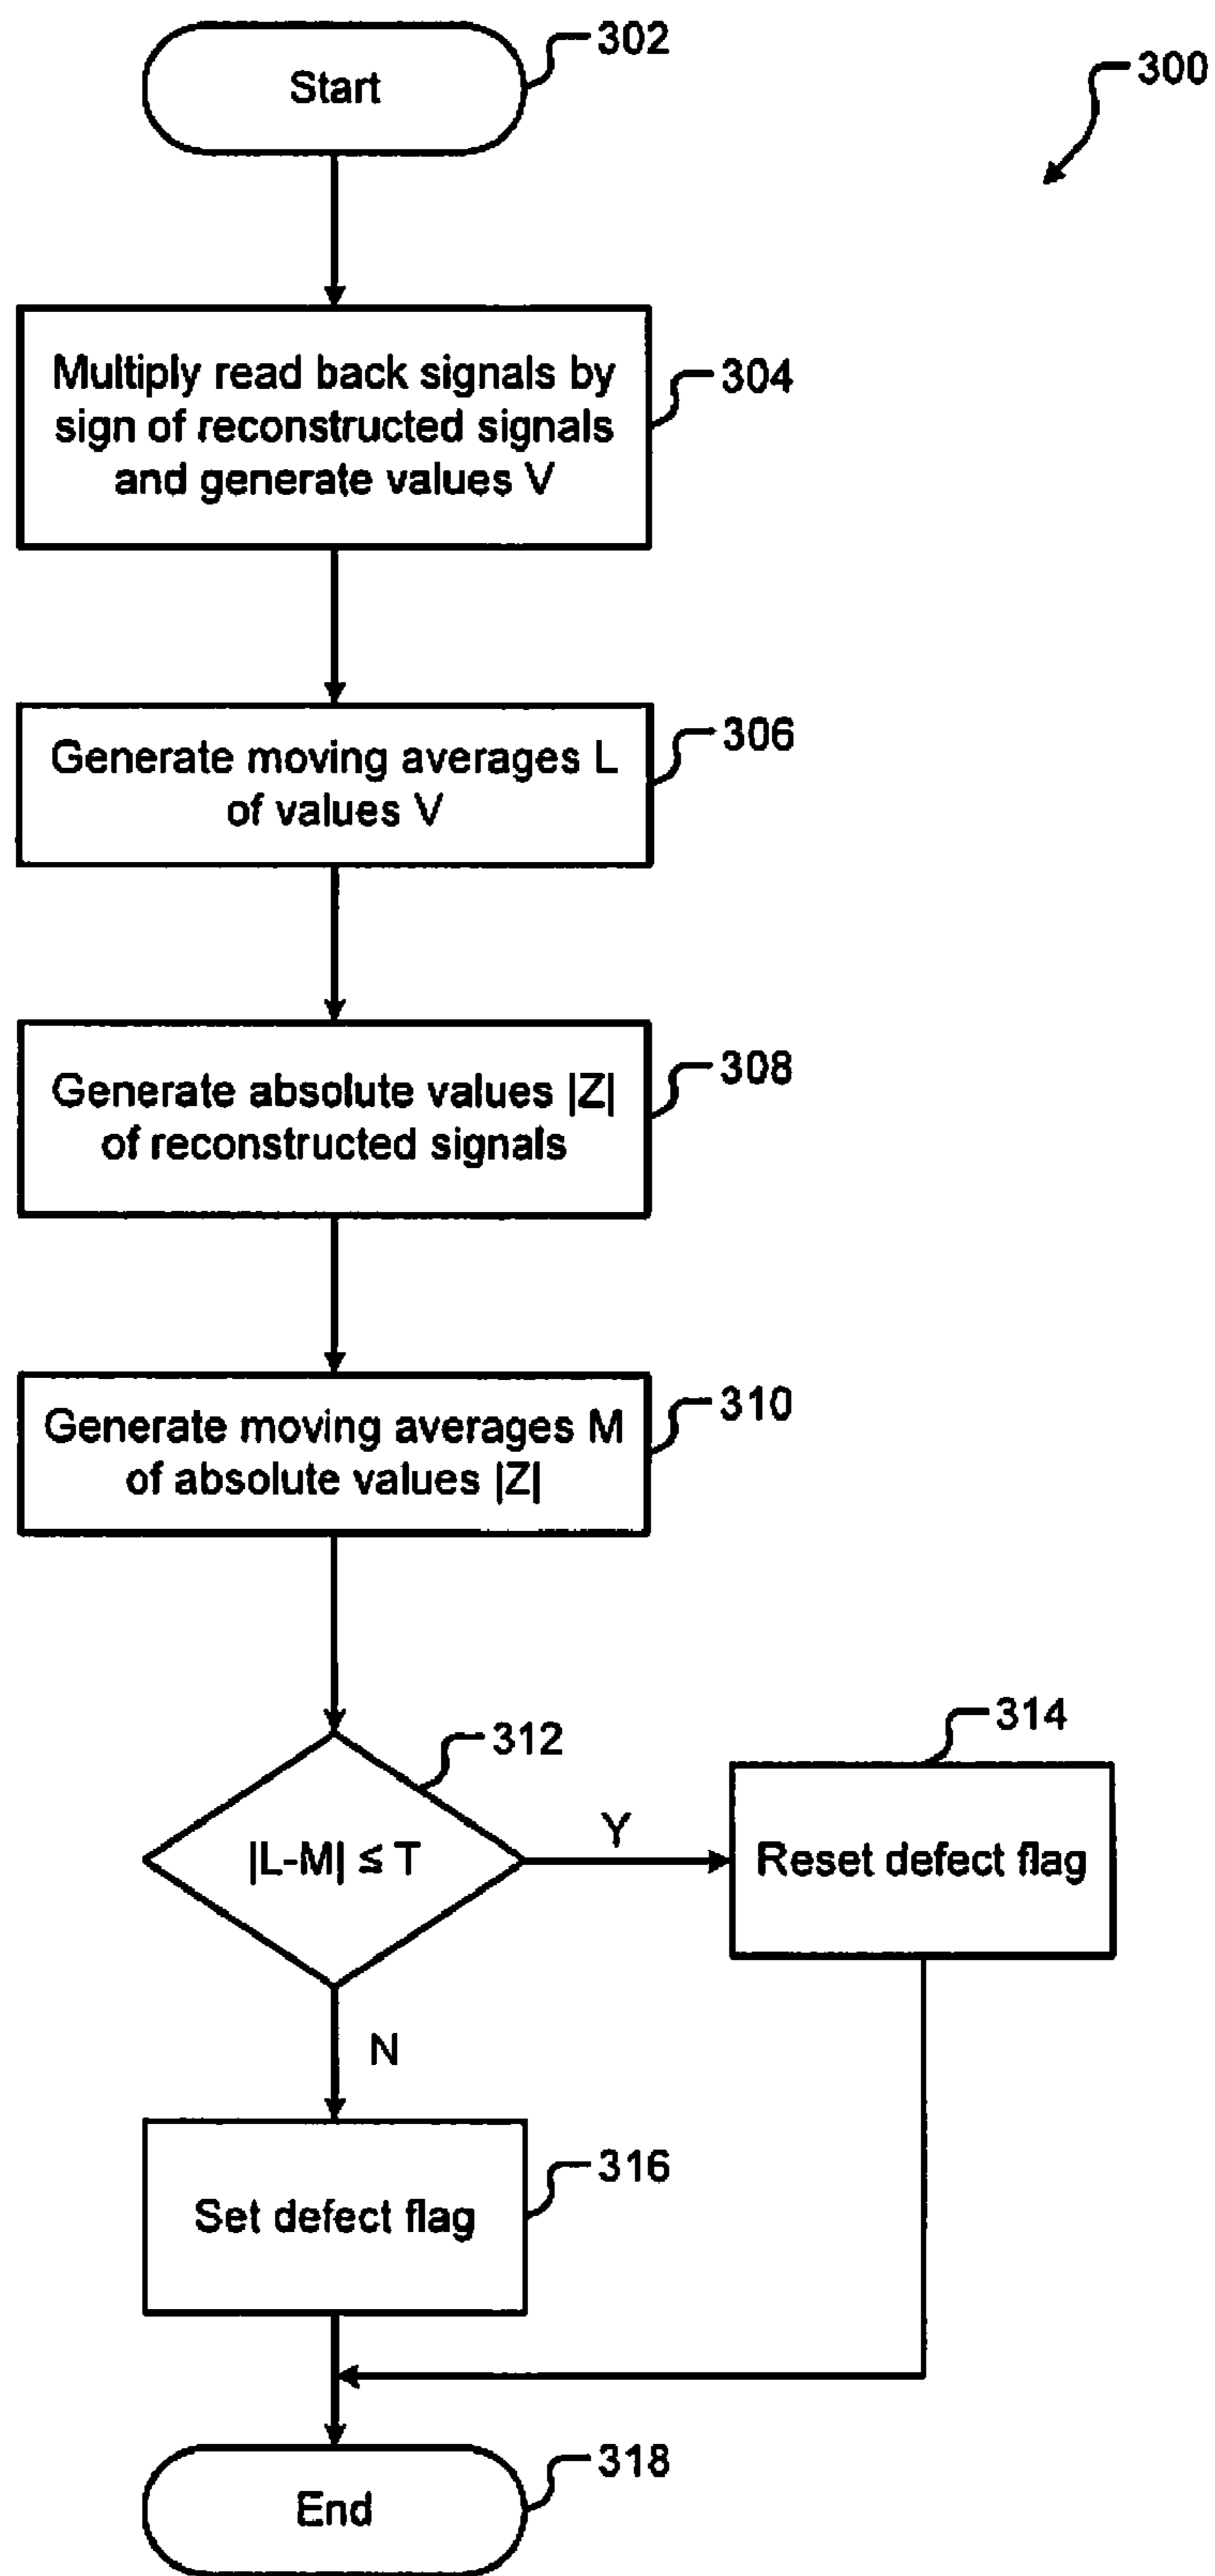 302
Start
300
Multiply read back signals by
sign of reconstructed signals
and generate values V
304
Generate moving averages L
of values V
306
Generate absolute values |Z|
of reconstructed signals
308
Generate moving averages M
of absolute values |Z|
310
312
314
|L-M| ≤ T
Y
Reset defect flag
N
316
Set defect flag
318
End